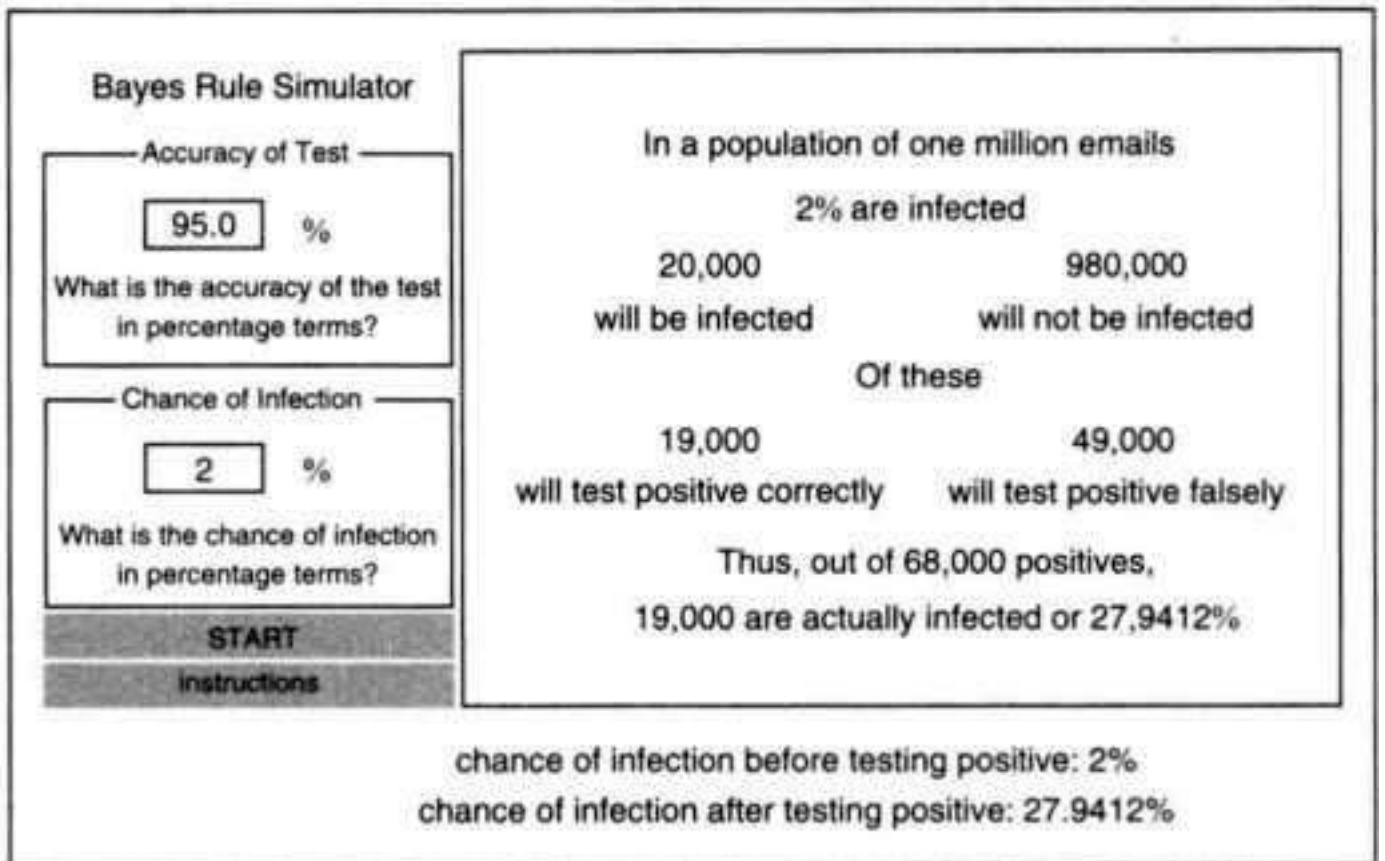 Bayes Rule Simulator
Accuracy of Test
95.0 %
What is the accuracy of the test
in percentage terms?
Chance of Infection
2 %
What is the chance of infection
in percentage terms?
START
instructions
In a population of one million emails
2% are infected
20,000 980,000
will be infected will not be infected
Of these
19,000 49,000
will test positive correctly will test positive falsely
Thus, out of 68,000 positives,
19,000 are actually infected or 27,9412%
chance of infection before testing positive: 2%
chance of infection after testing positive: 27.9412%